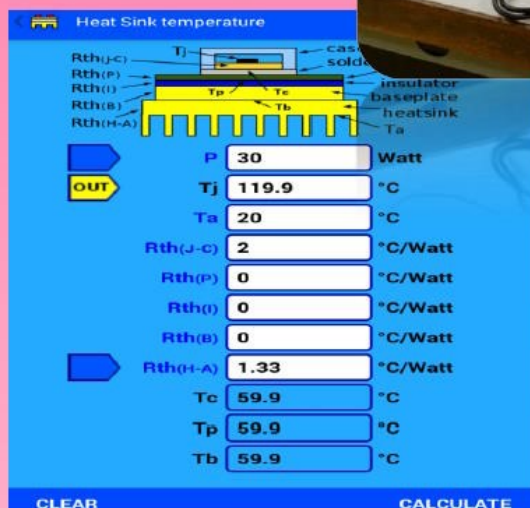 Heat Sink temperature
Tj
Rth(J-C)
Rth(P)
Rth(I)
Rth(B)
Rth(H-A)
Tp
Tc
Tb
insulator
baseplate
heatsink
Ta
P 30 Watt
OUT Tj 119.9 °C
Ta 20 °C
Rth(J-C) 2 °C/Watt
Rth(P) 0 °C/Watt
Rth(I) 0 °C/Watt
Rth(B) 0 °C/Watt
Rth(H-A) 1.33 °C/Watt
Tc 59.9 °C
Tp 59.9 °C
Tb 59.9 °C
CLEAR CALCULATE